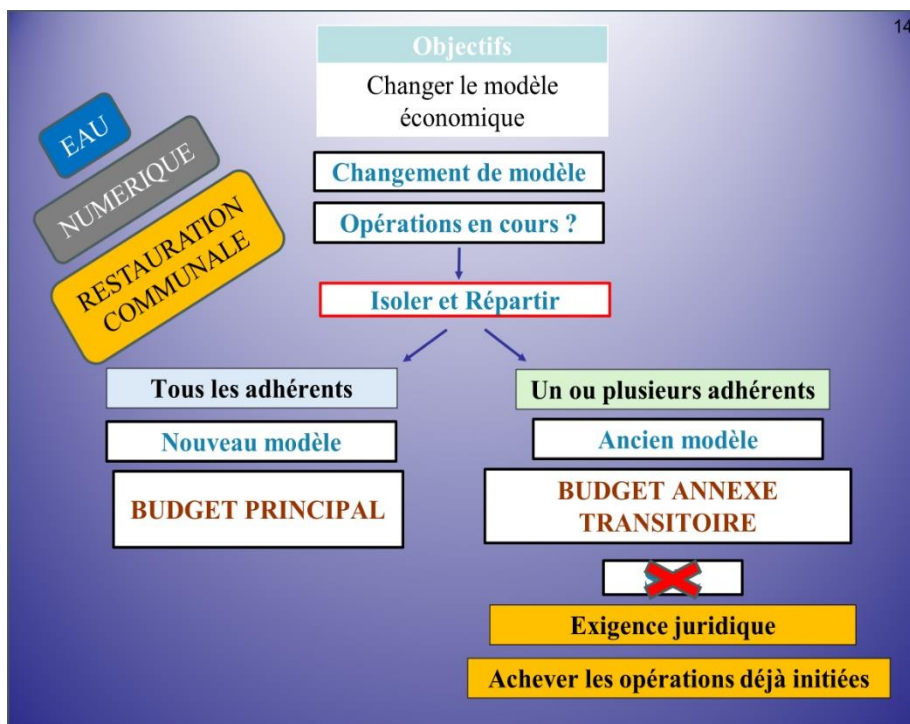 14
Objectifs
Changer le modèle
économique
EAU
NUMERIQUE
RESTAURATION
COMMUNALE
Changement de modèle
Opérations en cours ?
Isoler et Répartir
Tous les adhérents
Nouveau modèle
BUDGET PRINCIPAL
Un ou plusieurs adhérents
Ancien modèle
BUDGET ANNEXE
TRANSITOIRE
Exigence juridique
Achever les opérations déjà initiées